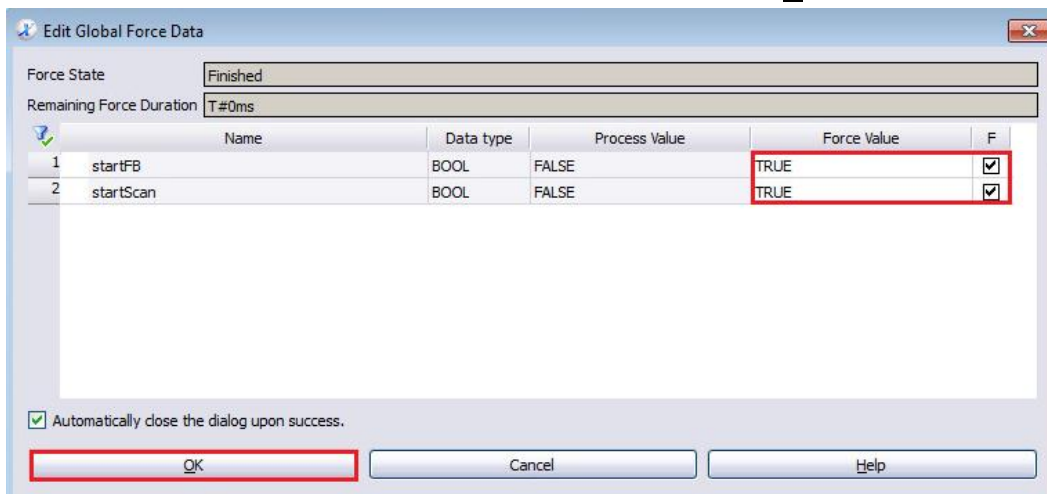 Edit Global Force Data
Force State Finished
Remaining Force Duration T#0ms
Name Data type Process Value Force Value F
1 startFB BOOL FALSE TRUE
2 startScan BOOL FALSE TRUE
Automatically close the dialog upon success.
OK Cancel Help